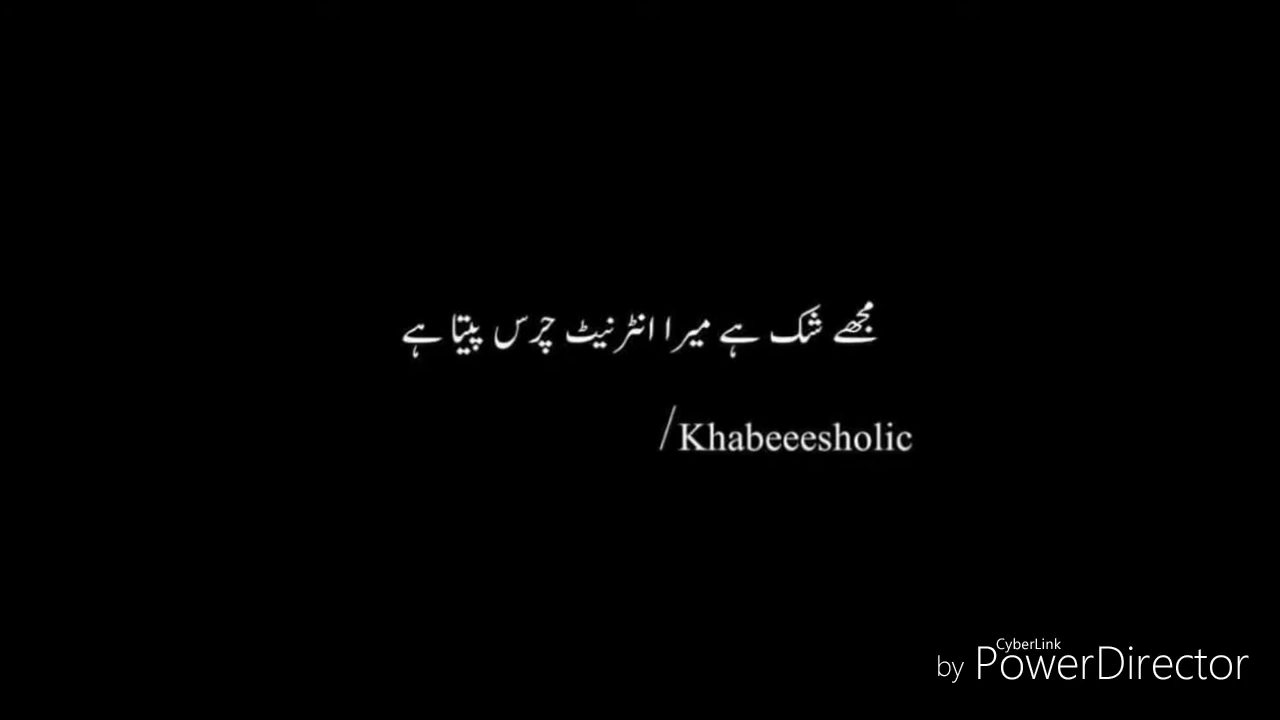 مجھے شک ہے میرا انٹرنیٹ چرس پیتا ہے
/Khabeeesholic
CyberLink
by PowerDirector